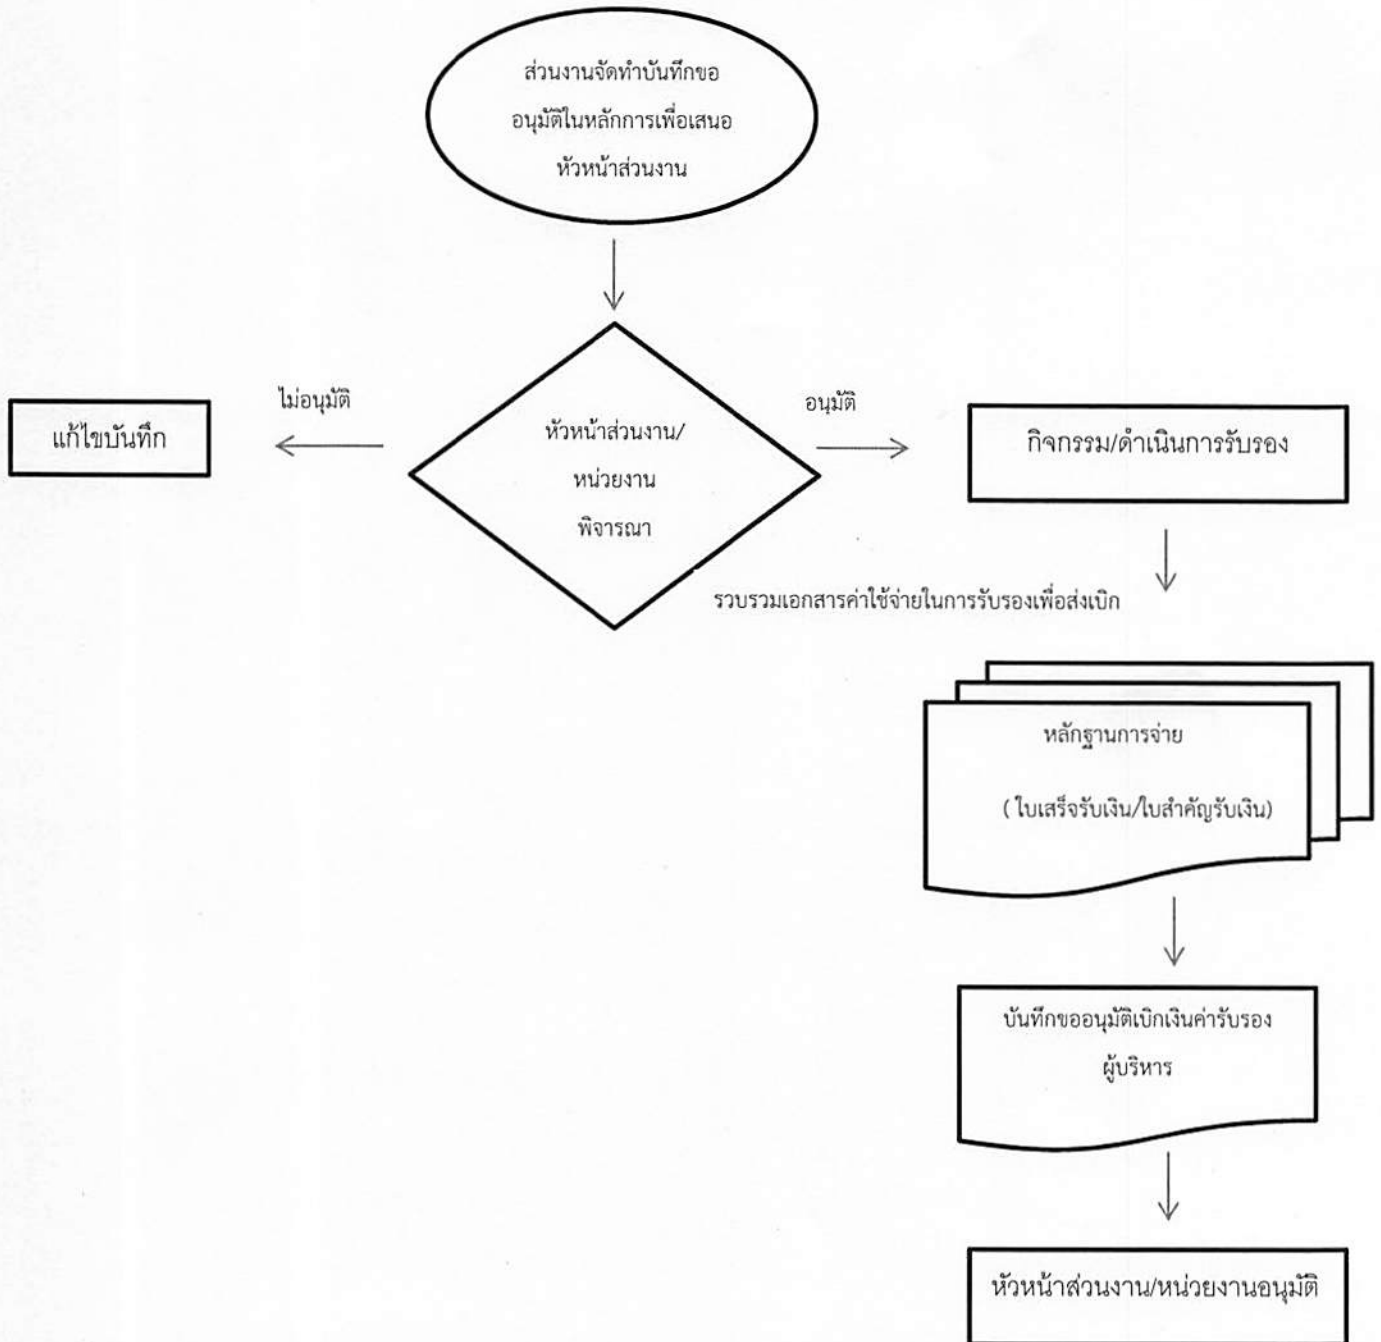 ส่วนงานจัดทำบันทึกขอ
อนุมัติในหลักการเพื่อเสนอ
หัวหน้าส่วนงาน
ไม่อนุมัติ
อนุมัติ
แก้ไขบันทึก
หัวหน้าส่วนงาน/
หน่วยงาน
พิจารณา
กิจกรรม/ดำเนินการรับรอง
รวบรวมเอกสารค่าใช้จ่ายในการรับรองเพื่อส่งเบิก
หลักฐานการจ่าย
( ใบเสร็จรับเงิน/ใบสำคัญรับเงิน)
บันทึกขออนุมัติเบิกเงินค่ารับรอง
ผู้บริหาร
หัวหน้าส่วนงาน/หน่วยงานอนุมัติ